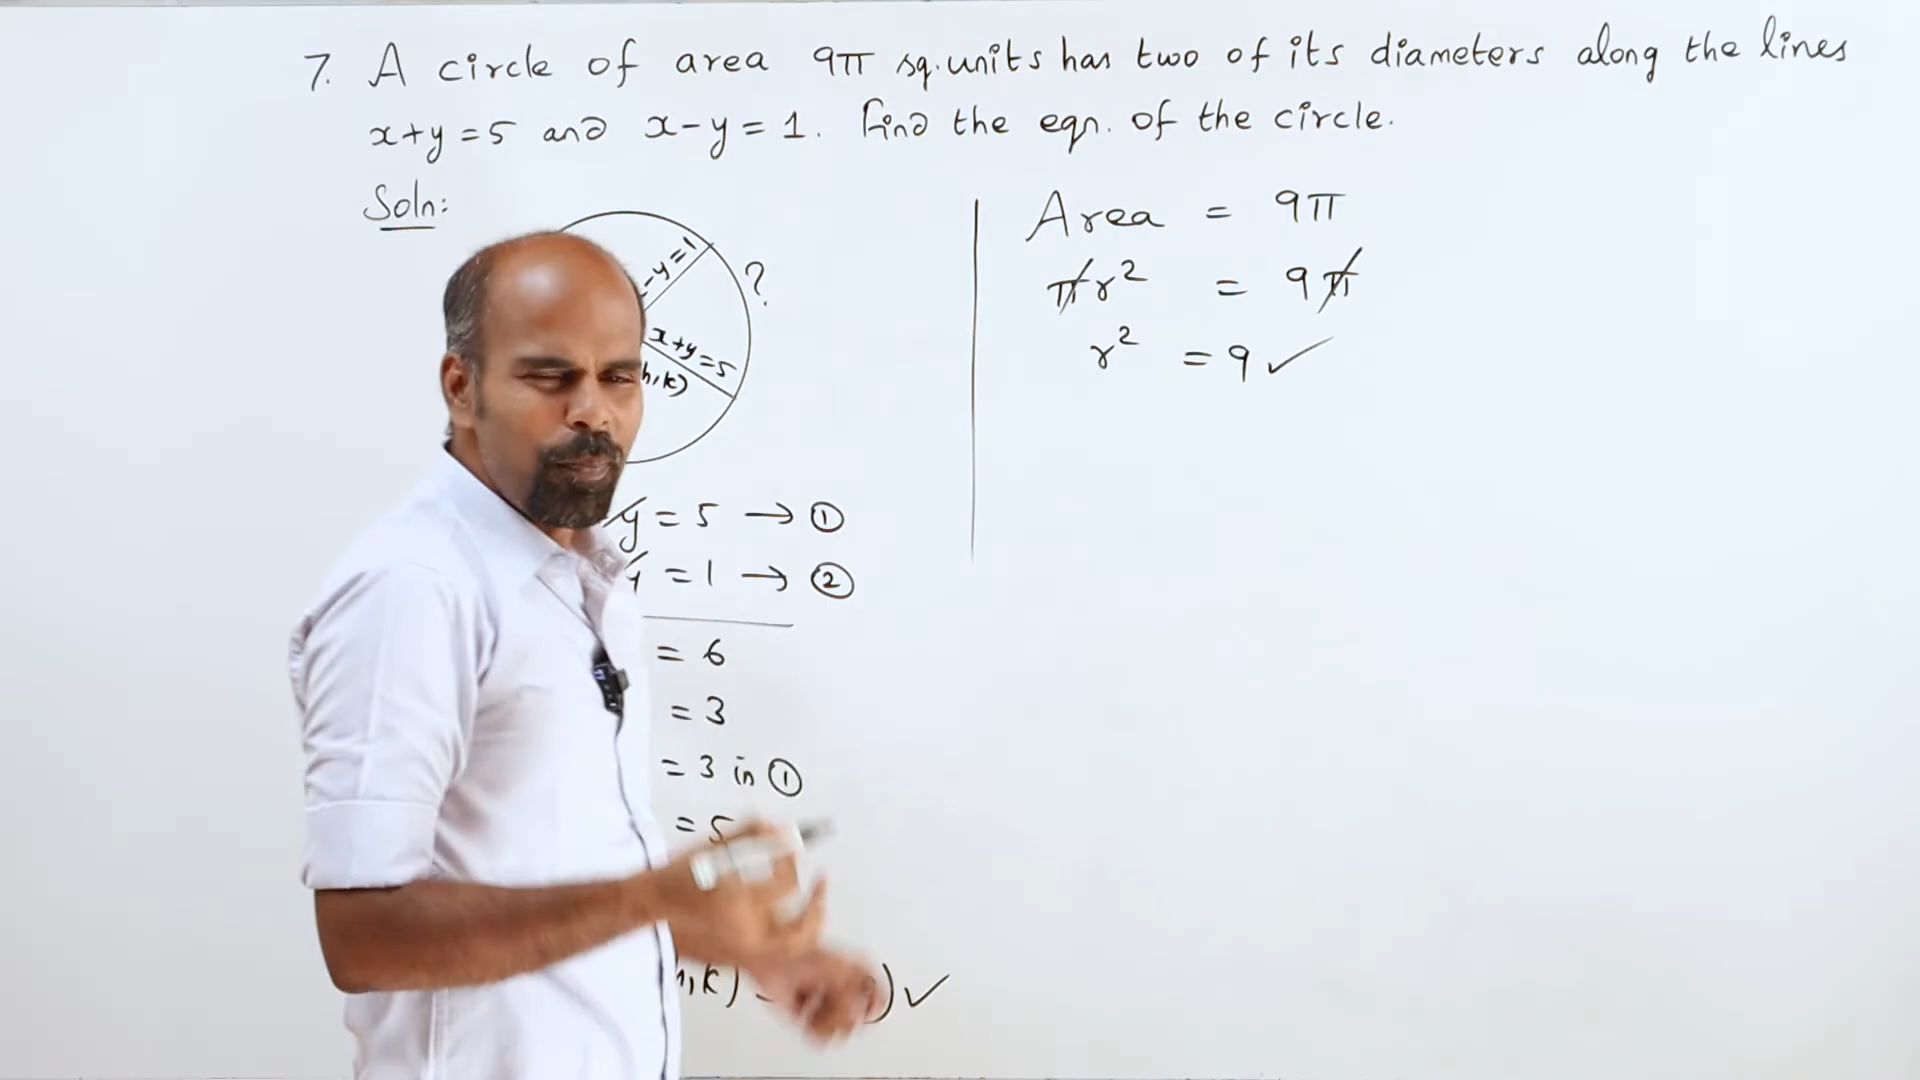 7. A circle of area 9π sq.units has two of its diameters along the lines
x+y=5 and x-y=1. Find the eqn. of the circle.
Soln:
-y=1
?
x+y=5
h,k)
y = 5 → ①
y = 1 → ②
= 6
= 3
= 3 in ①
= 5
h,k) = ) ✓
Area = 9π
πr² = 9π
r² = 9 ✓